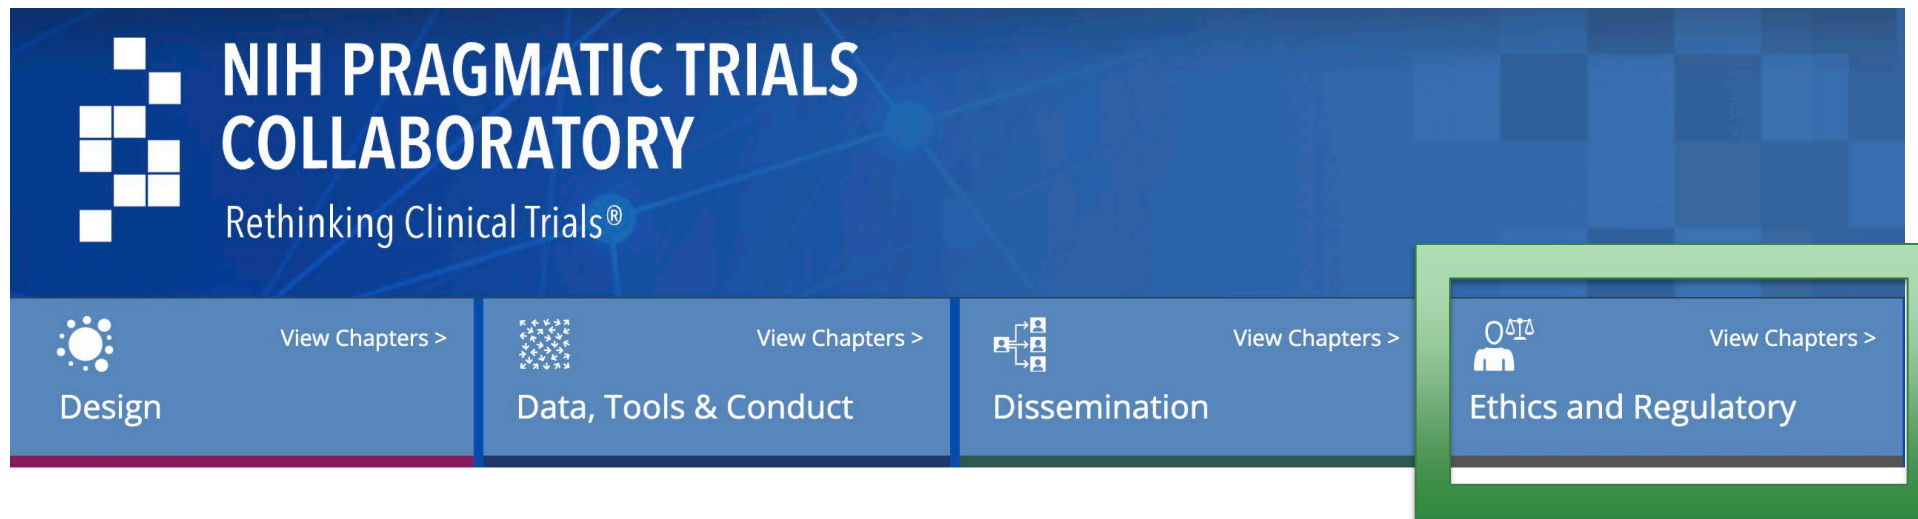 NIH PRAGMATIC TRIALS
COLLABORATORY
Rethinking Clinical Trials®
View Chapters >
Design
View Chapters >
Data, Tools & Conduct
View Chapters >
Dissemination
View Chapters >
Ethics and Regulatory